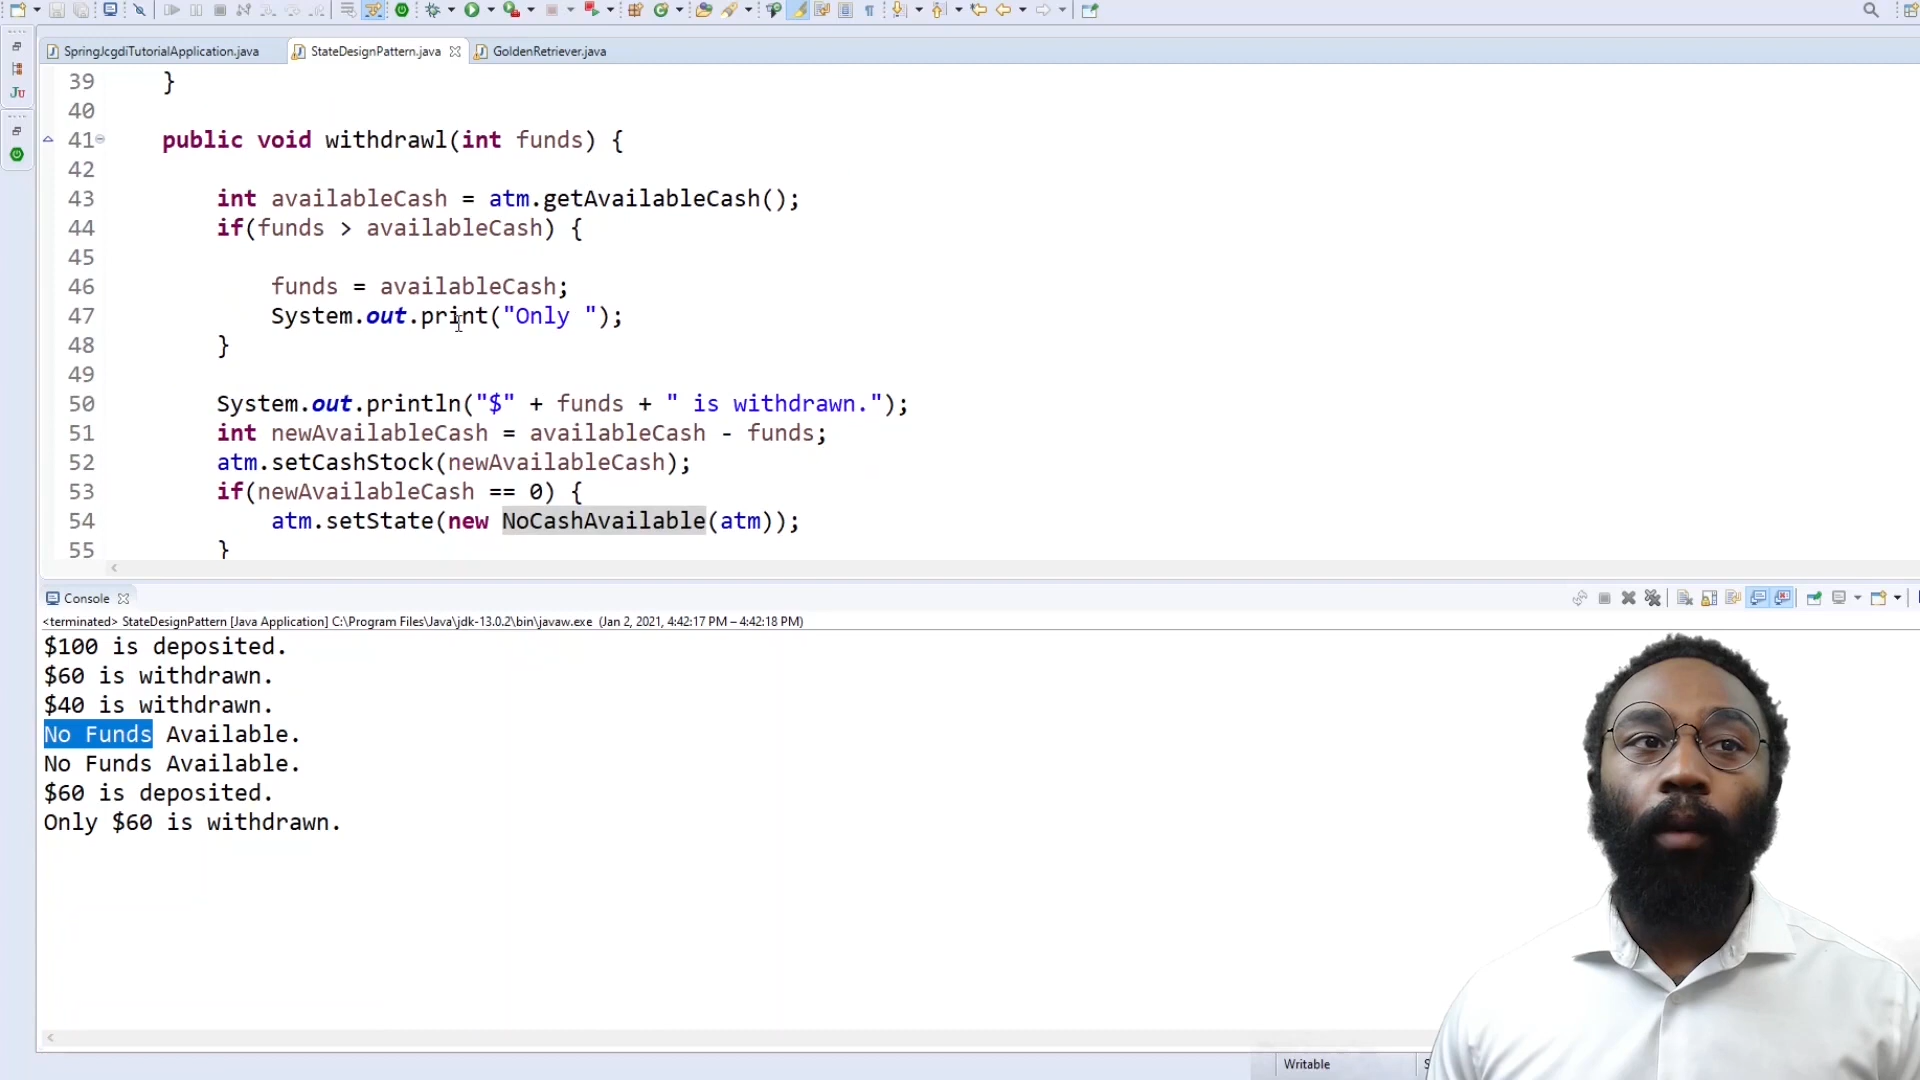 SpringJcgdiTutorialApplication.java
StateDesignPattern.java
GoldenRetriever.java
Ju
39 }
40
41 public void withdrawl(int funds) {
42
43 int availableCash = atm.getAvailableCash();
44 if(funds > availableCash) {
45
46 funds = availableCash;
47 System.out.print("Only ");
48 }
49
50 System.out.println("$" + funds + " is withdrawn.");
51 int newAvailableCash = availableCash - funds;
52 atm.setCashStock(newAvailableCash);
53 if(newAvailableCash == 0) {
54 atm.setState(new NoCashAvailable(atm));
55 }
Console
<terminated> StateDesignPattern [Java Application] C:\Program Files\Java\jdk-13.0.2\bin\javaw.exe (Jan 2, 2021, 4:42:17 PM – 4:42:18 PM)
$100 is deposited.
$60 is withdrawn.
$40 is withdrawn.
No Funds Available.
No Funds Available.
$60 is deposited.
Only $60 is withdrawn.
Writable